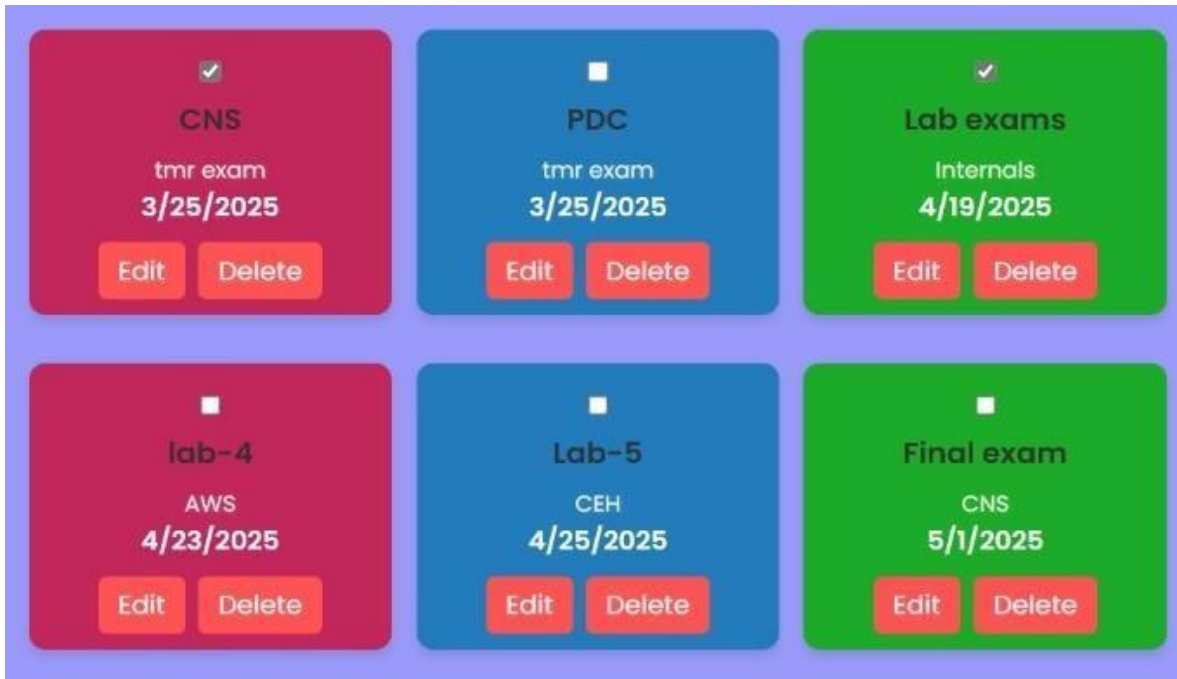 CNS
tmr exam
3/25/2025
Edit Delete
PDC
tmr exam
3/25/2025
Edit Delete
Lab exams
Internals
4/19/2025
Edit Delete
lab-4
AWS
4/23/2025
Edit Delete
Lab-5
CEH
4/25/2025
Edit Delete
Final exam
CNS
5/1/2025
Edit Delete